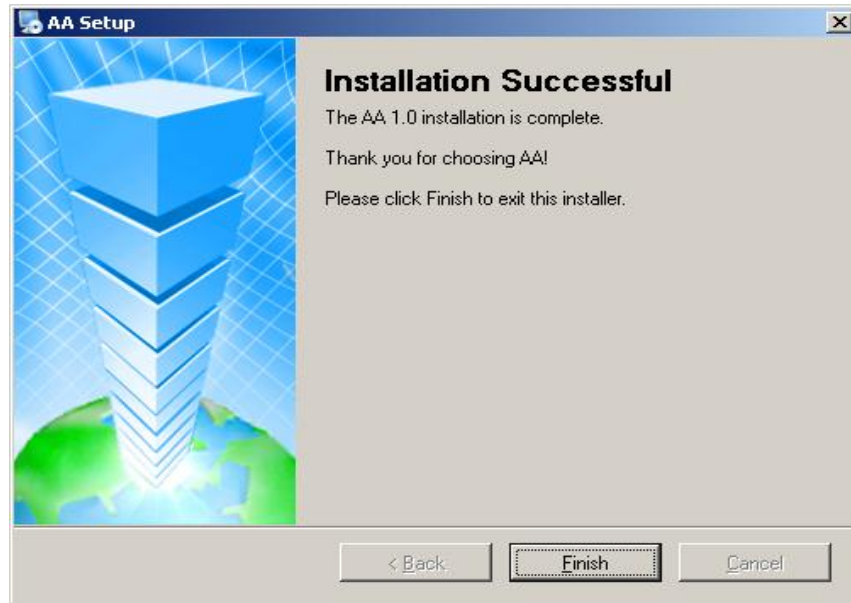 AA Setup
Installation Successful
The AA 1.0 installation is complete.
Thank you for choosing AA!
Please click Finish to exit this installer.
< Back
Finish
Cancel